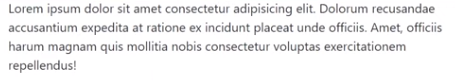 Lorem ipsum dolor sit amet consectetur adipisicing elit. Dolorum recusandae
accusantium expedita at ratione ex incidunt placeat unde officiis. Amet, officiis
harum magnam quis mollitia nobis consectetur voluptas exercitationem
repellendus!